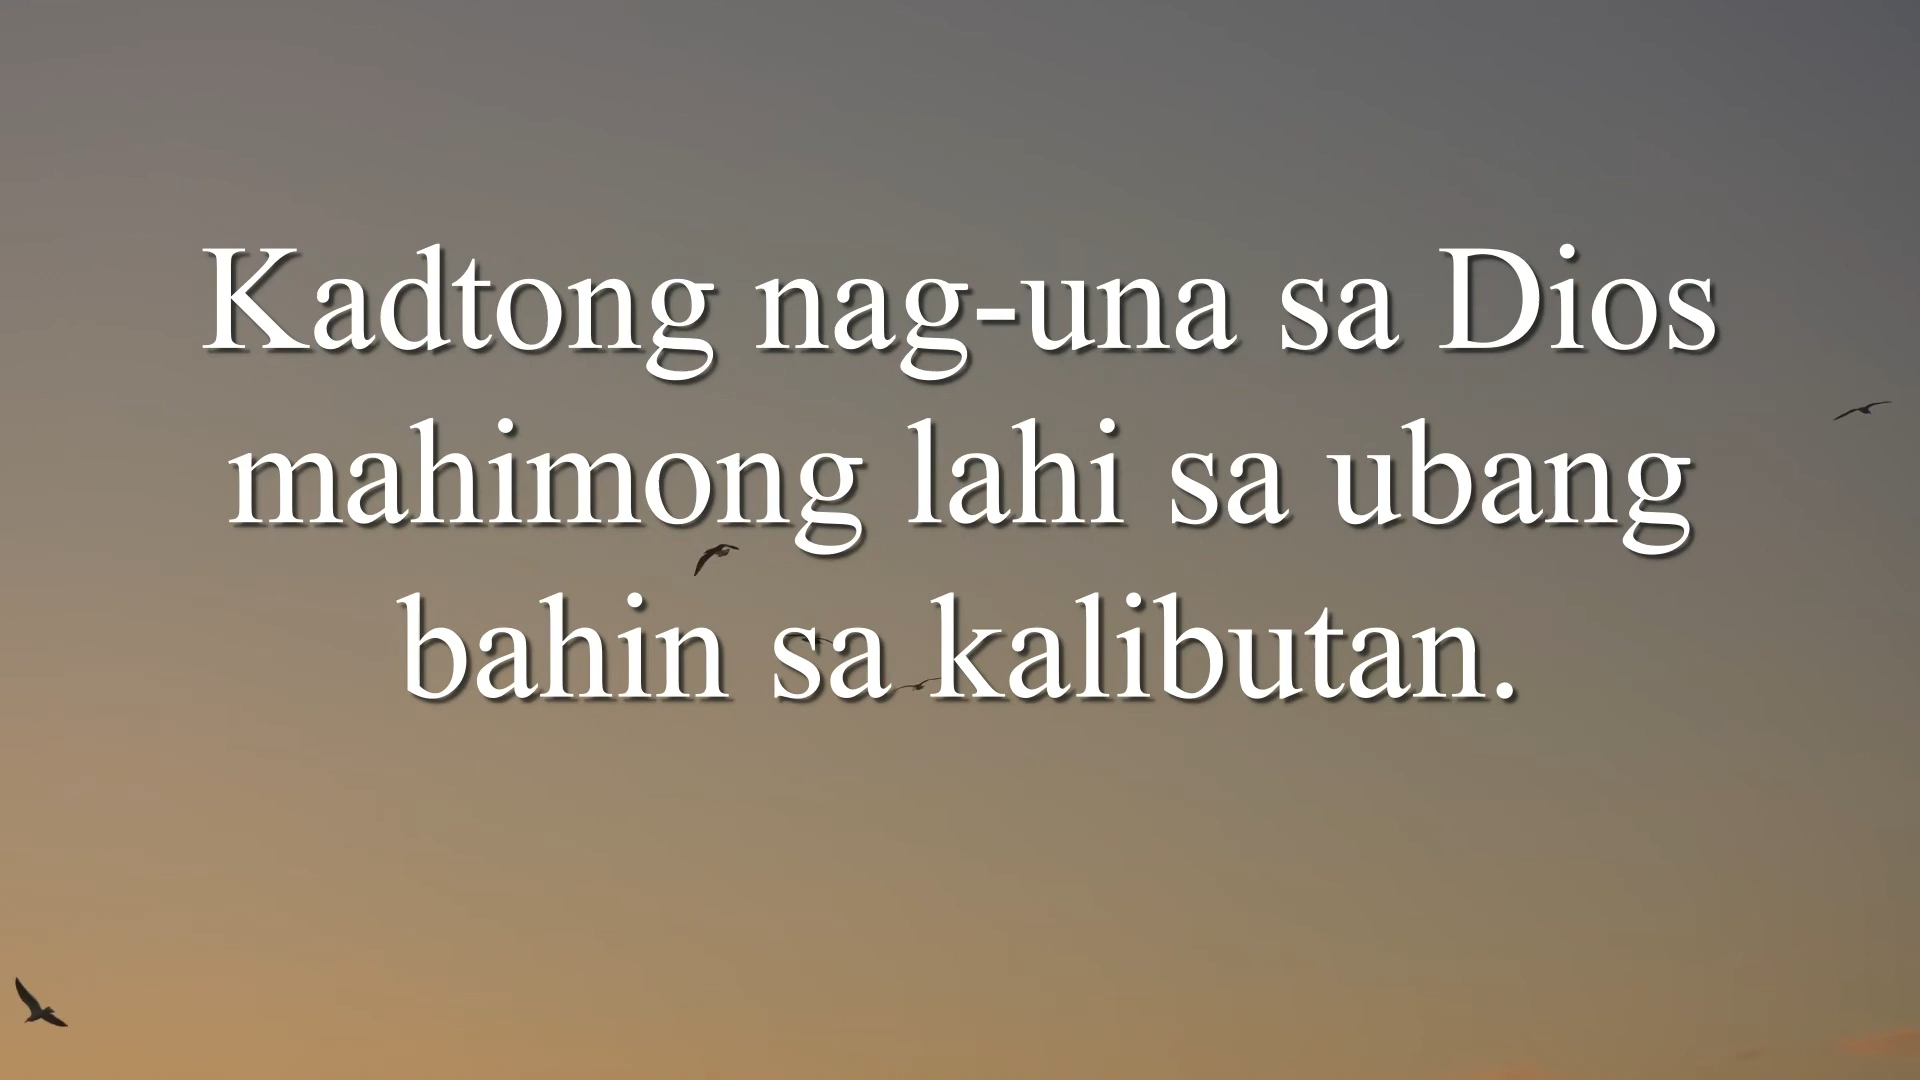 Kadtong nag-una sa Dios
mahimong lahi sa ubang
bahin sa kalibutan.